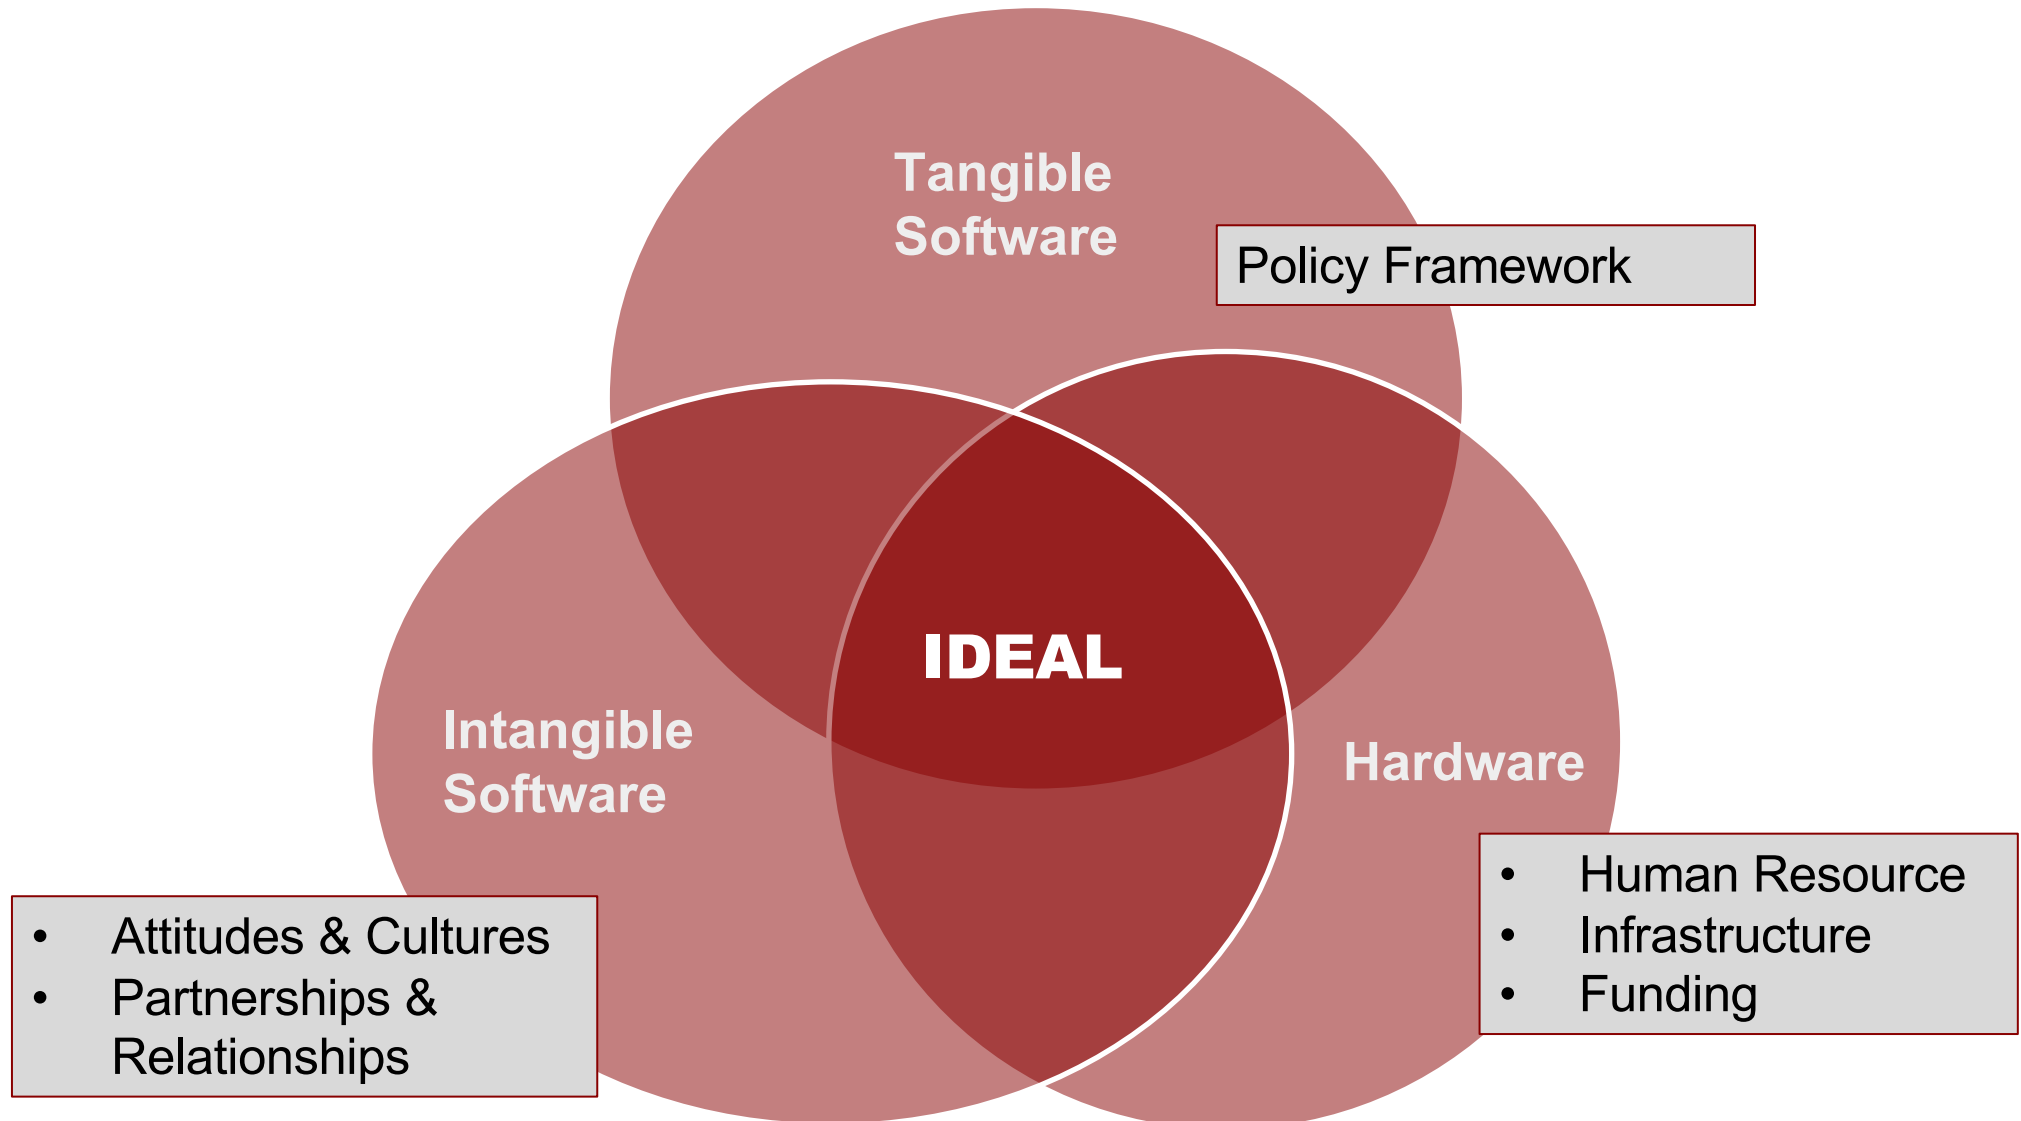 Tangible
Software
Policy Framework
IDEAL
Intangible
Software
Hardware
• Human Resource
• Infrastructure
• Funding
• Attitudes & Cultures
• Partnerships &
Relationships